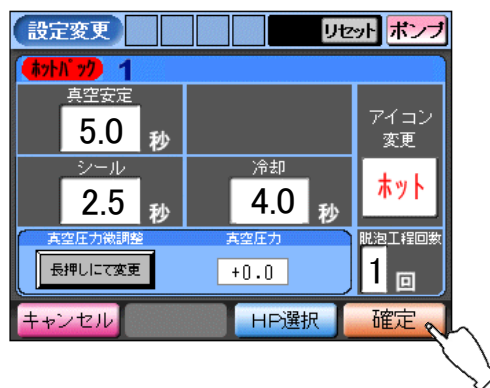 設定変更 リセット ポンプ
ホットパック 1
真空安定
5.0 秒
アイコン
変更
シール 冷却
2.5 秒 4.0 秒
ホット
真空圧力微調整 真空圧力 脱泡工程回数
長押しにて変更 +0.0 1 回
キャンセル HP選択 確定